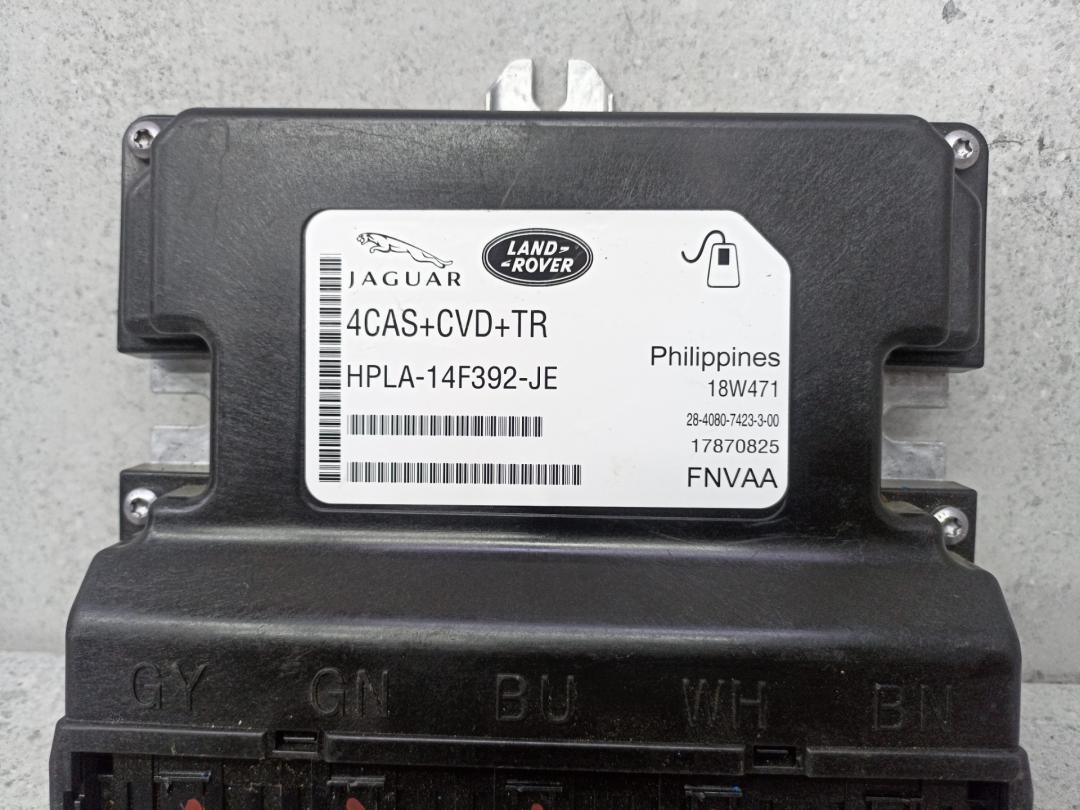 JAGUAR
LAND-
-ROVER
4CAS+CVD+TR
HPLA-14F392-JE
Philippines
18W471
28-4080-7423-3-00
17870825
FNVAA
GY GN BU WH BN